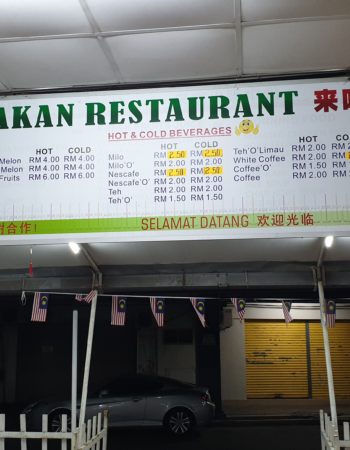 AKAN RESTAURANT 来
HOT & COLD BEVERAGES
HOT COLD
Melon RM 4.00 RM 4.00
Melon RM 4.00 RM 4.00
Fruits RM 6.00 RM 6.00
HOT COLD
Milo RM 2.50 RM 2.50
Milo'O' RM 2.00 RM 2.00
Nescafe RM 2.50 RM 2.50
Nescafe'O' RM 2.00 RM 2.00
Teh RM 2.00 RM 2.00
Teh'O' RM 1.50 RM 1.50
HOT COLD
Teh'O'Limau RM 2.00 RM
White Coffee RM 2.00 RM
Coffee'O' RM 1.50 RM
Coffee RM 2.00 RM
合作!
SELAMAT DATANG 欢迎光临